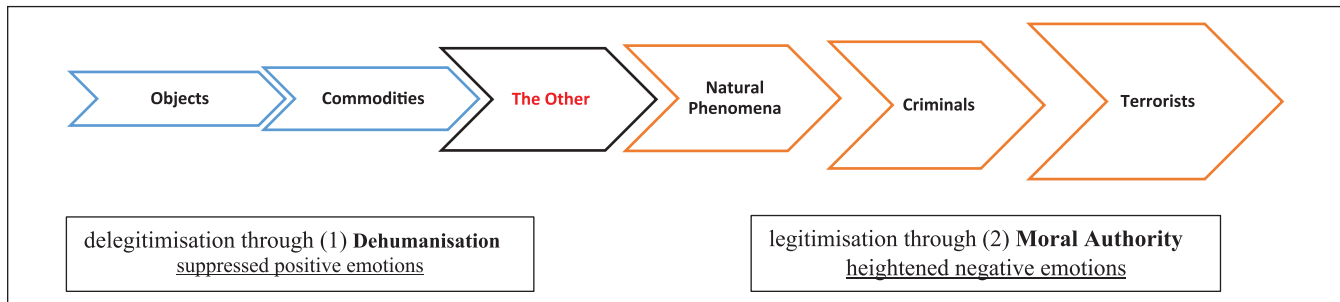 Objects
Commodities
The Other
Natural
Phenomena
Criminals
Terrorists
delegitimisation through (1) Dehumanisation
suppressed positive emotions
legitimisation through (2) Moral Authority
heightened negative emotions